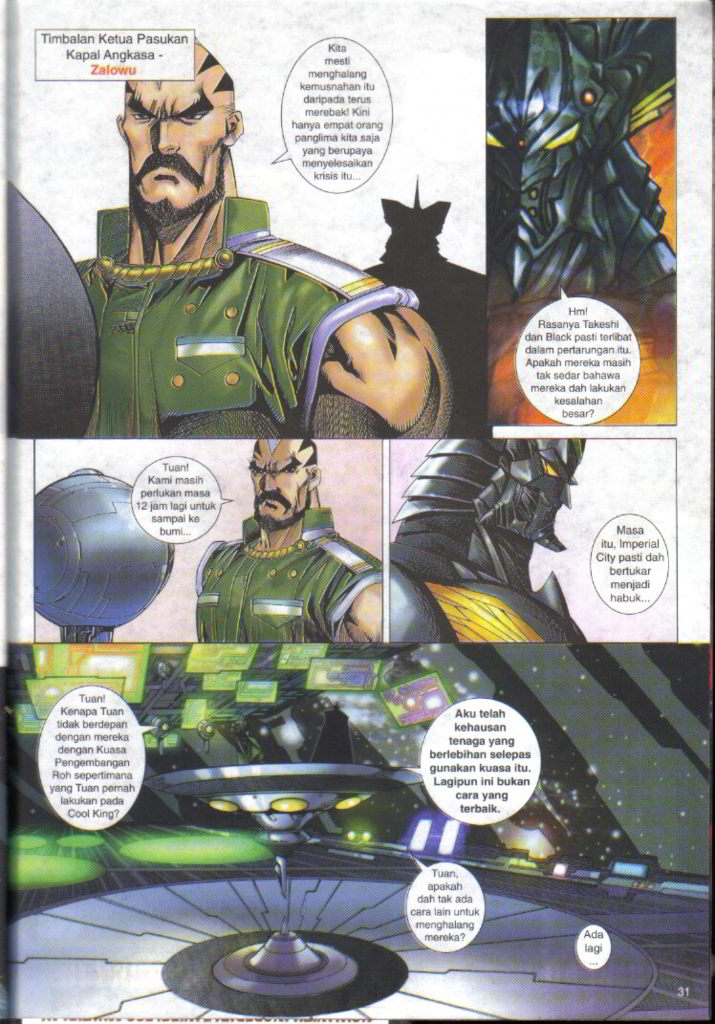 Timbalan Ketua Pasukan
Kapal Angkasa -
Zalowu
Kita
mesti
menghalang
kemusnahan itu
daripada terus
merebak! Kini
hanya empat orang
panglima kita saja
yang berupaya
menyelesaikan
krisis itu...
Hm!
Rasanya Takeshi
dan Black pasti terlibat
dalam pertarungan itu.
Apakah mereka masih
tak sedar bahawa
mereka dah lakukan
kesalahan
besar?
Tuan!
Kami masih
perlukan masa
12 jam lagi untuk
sampai ke
bumi...
Masa
itu, Imperial
City pasti dah
bertukar
menjadi
habuk...
Tuan!
Kenapa Tuan
tidak berdepan
dengan mereka
dengan Kuasa
Pengembangan
Roh sepertimana
yang Tuan pernah
lakukan pada
Cool King?
Aku telah
kehausan
tenaga yang
berlebihan selepas
gunakan kuasa itu.
Lagipun ini bukan
cara yang
terbaik.
Tuan,
apakah
dah tak ada
cara lain untuk
menghalang
mereka?
Ada
lagi
...
31